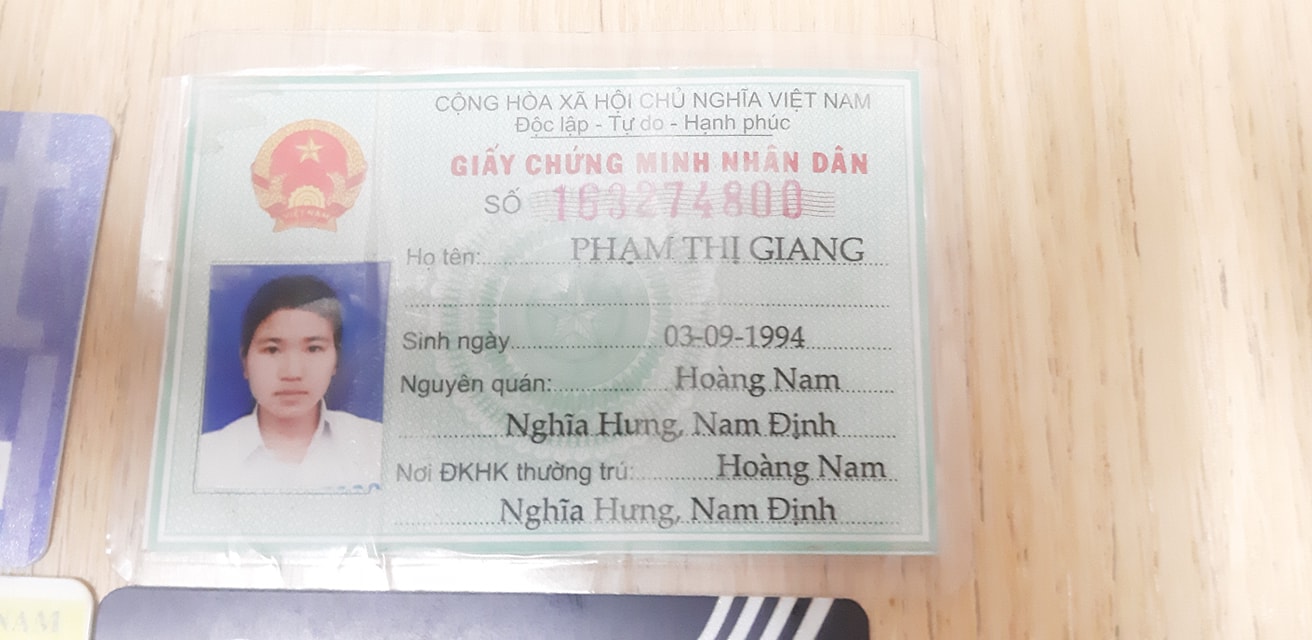 CỘNG HÒA XÃ HỘI CHỦ NGHĨA VIỆT NAM
Độc lập - Tự do - Hạnh phúc
GIẤY CHỨNG MINH NHÂN DÂN
SỐ 163274800
Họ tên: PHẠM THỊ GIANG
Sinh ngày 03-09-1994
Nguyên quán: Hoàng Nam
Nghĩa Hưng, Nam Định
Nơi ĐKHK thường trú: Hoàng Nam
Nghĩa Hưng, Nam Định
VIỆT NAM
NAM